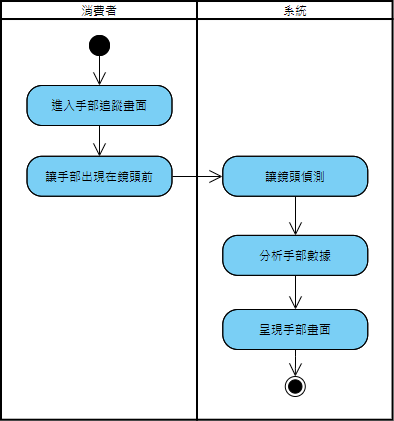 消費者
系統
進入手部追蹤畫面
讓手部出現在鏡頭前
讓鏡頭偵測
分析手部數據
呈現手部畫面